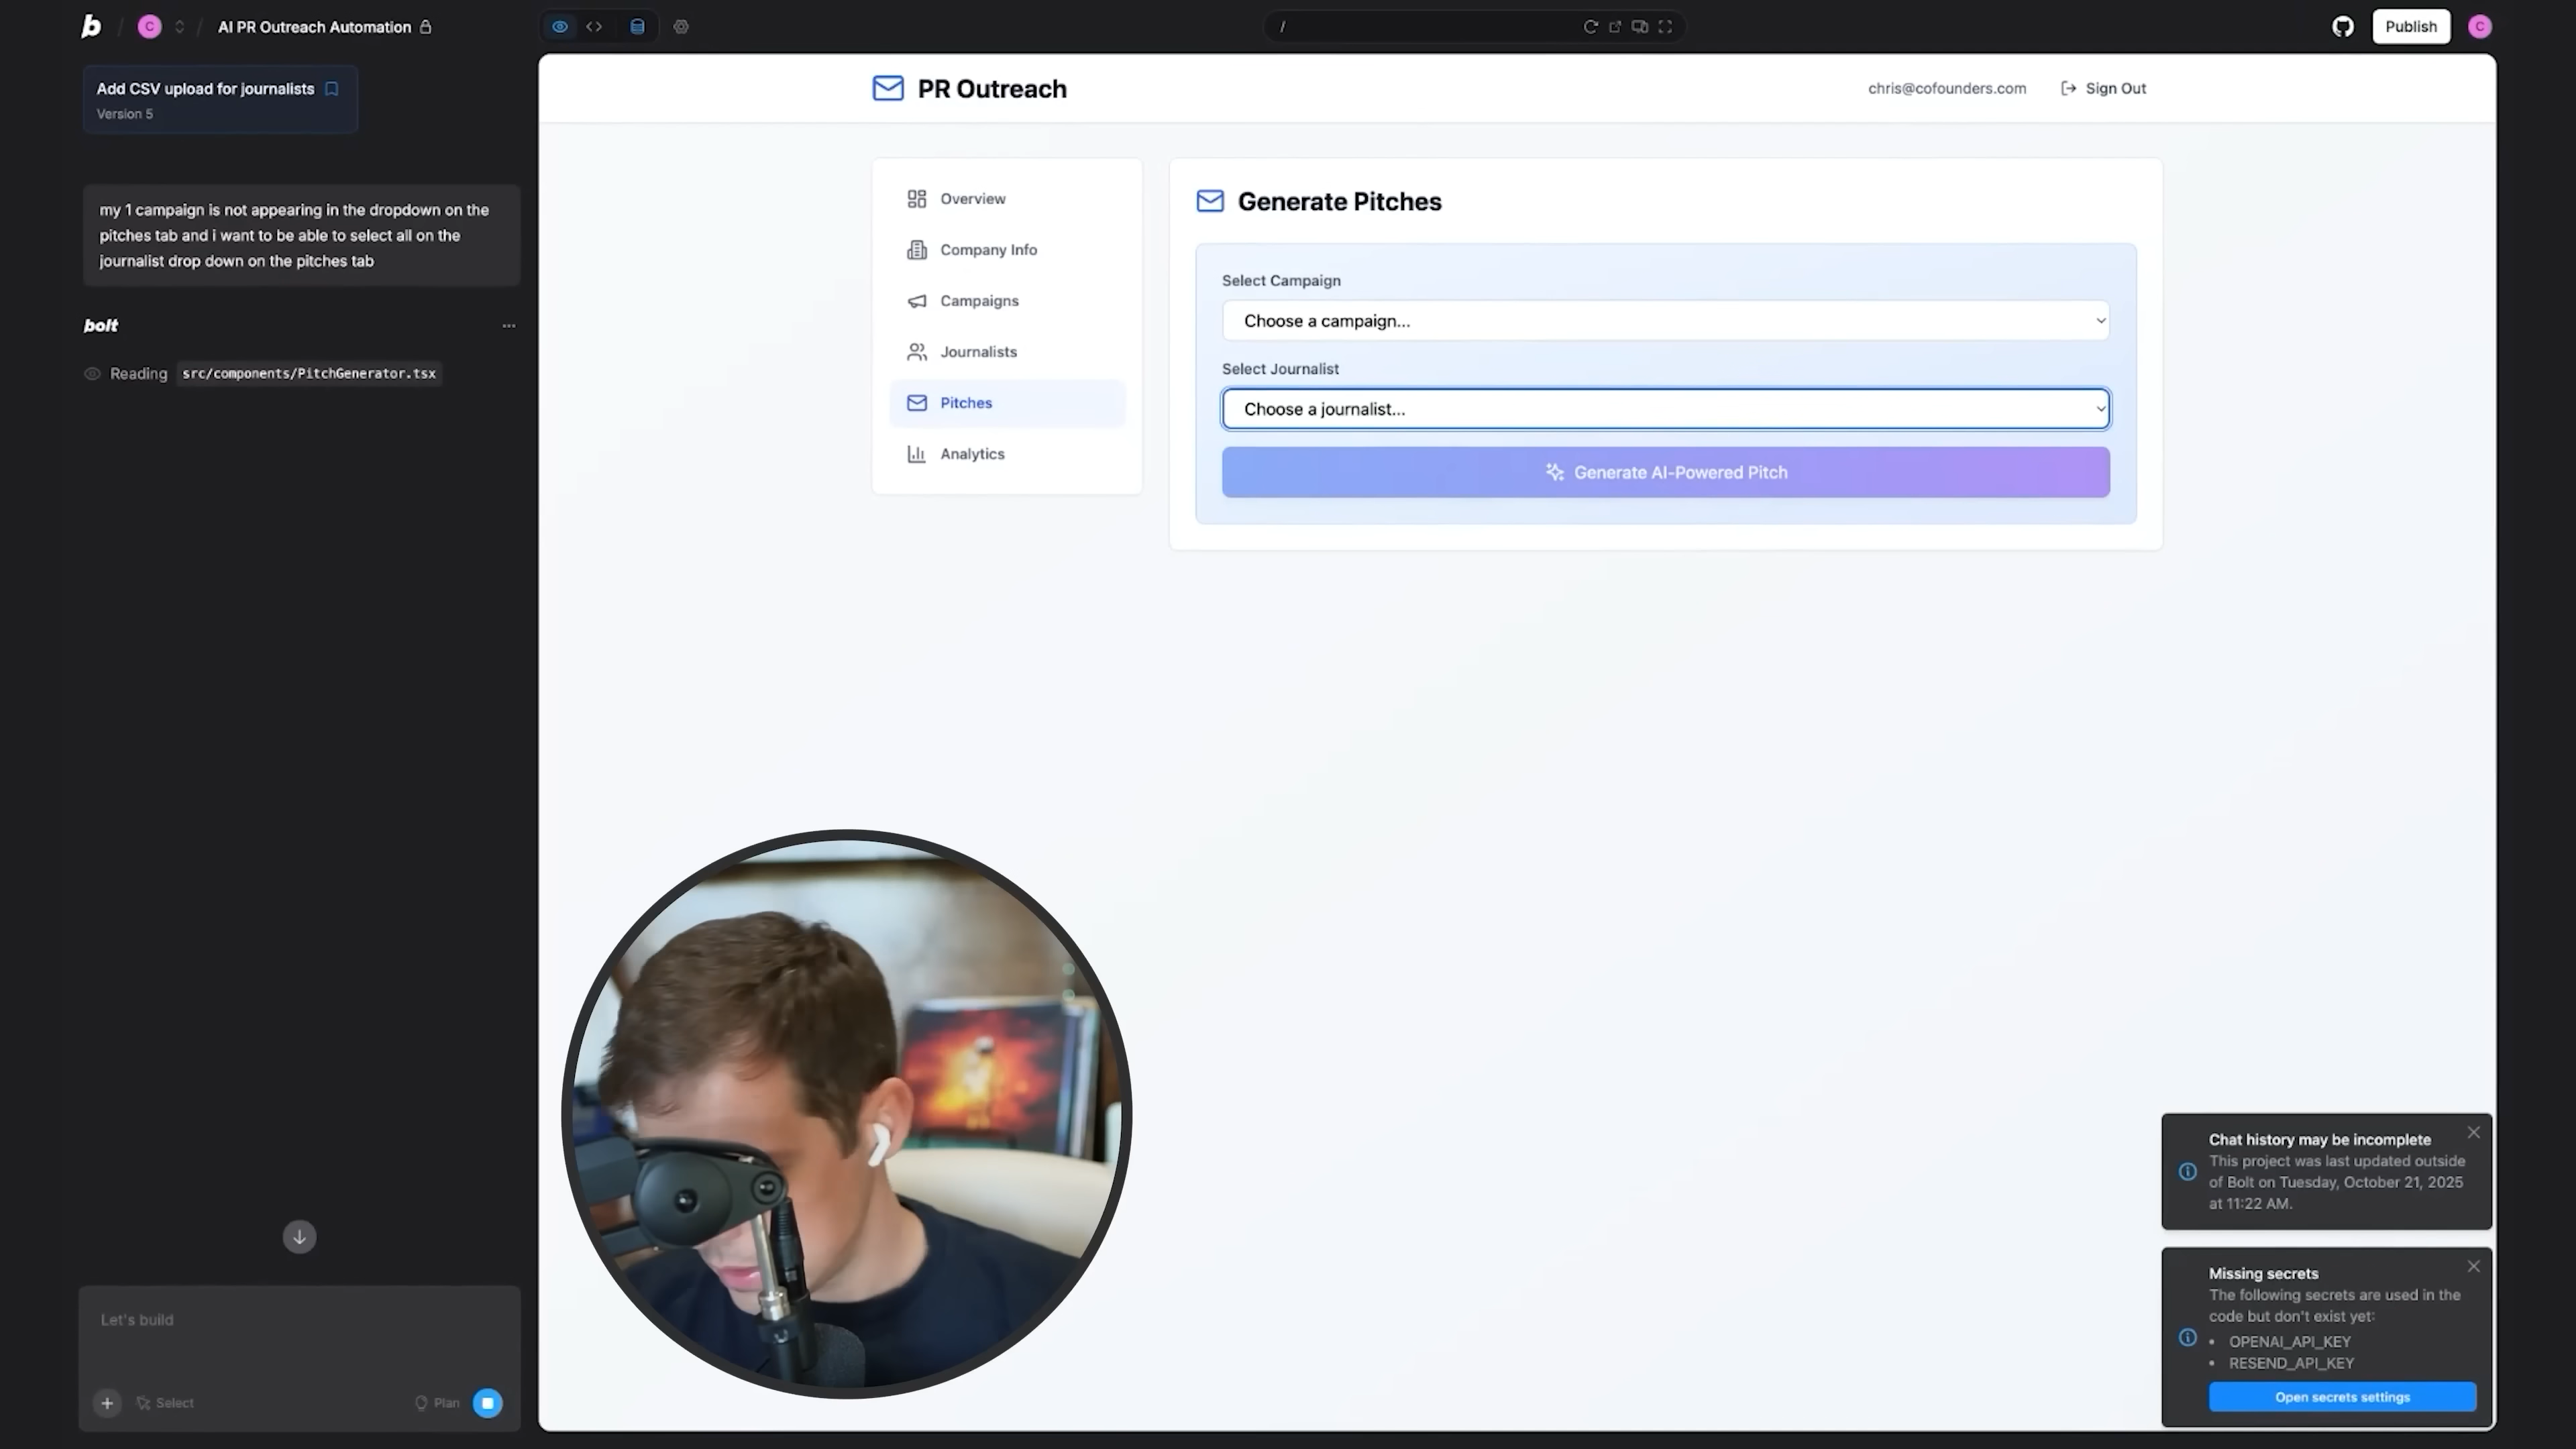 b / C / AI PR Outreach Automation
/
Publish
C
Add CSV upload for journalists
Version 5
my 1 campaign is not appearing in the dropdown on the
pitches tab and i want to be able to select all on the
journalist drop down on the pitches tab
bolt
Reading src/components/PitchGenerator.tsx
Let's build
Select
Plan
PR Outreach
chris@cofounders.com
Sign Out
Overview
Company Info
Campaigns
Journalists
Pitches
Analytics
Generate Pitches
Select Campaign
Choose a campaign...
Select Journalist
Choose a journalist...
Generate AI-Powered Pitch
Chat history may be incomplete
This project was last updated outside
of Bolt on Tuesday, October 21, 2025
at 11:22 AM.
Missing secrets
The following secrets are used in the
code but don't exist yet:
• OPENAI_API_KEY
• RESEND_API_KEY
Open secrets settings